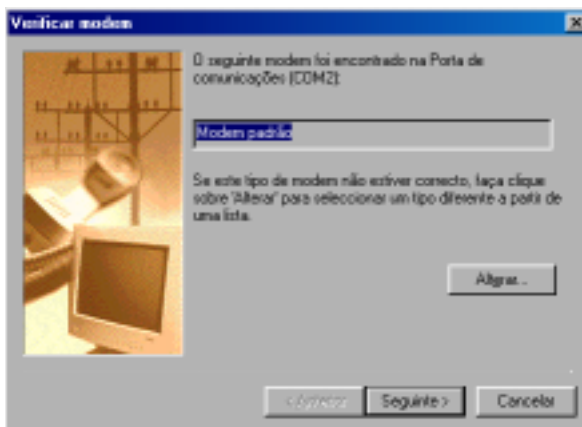 Verificar modem
O seguinte modem foi encontrado na Porta de
comunicações (COM2):
Modem padrão
Se este tipo de modem não estiver correcto, faça clique
sobre "Alterar" para seleccionar um tipo diferente a partir de
uma lista.
Alterar...
< Anterior
Seguinte >
Cancelar